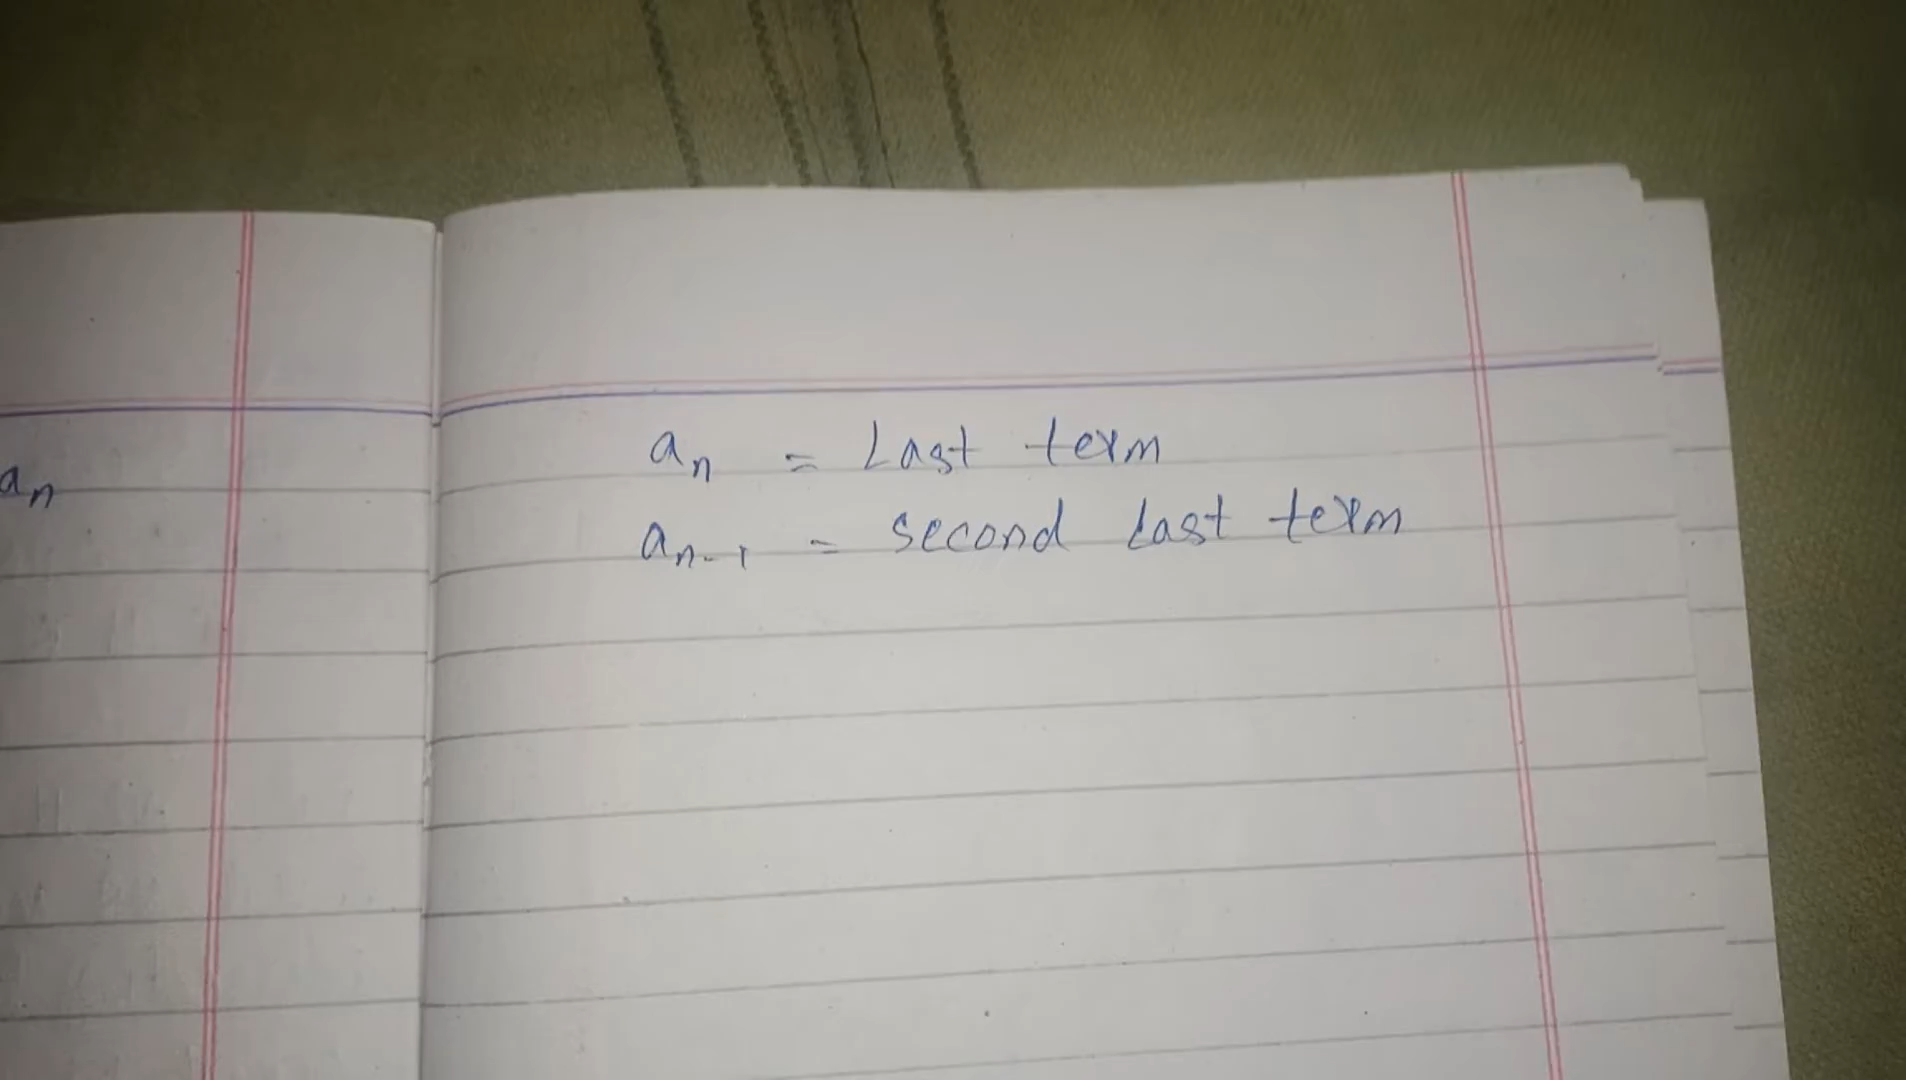 aₙ
aₙ = Last term
aₙ₋₁ = second last term